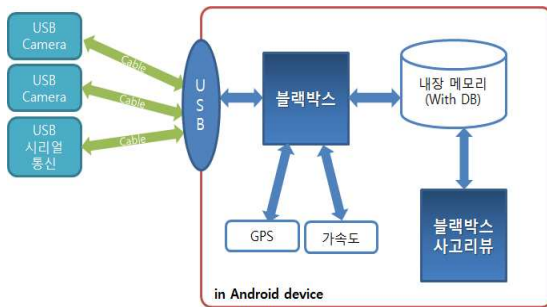 USB
Camera
USB
Camera
USB
시리얼
통신
Cable
Cable
Cable
U
S
B
블랙박스
내장 메모리
(With DB)
GPS
가속도
블랙박스
사고리뷰
in Android device